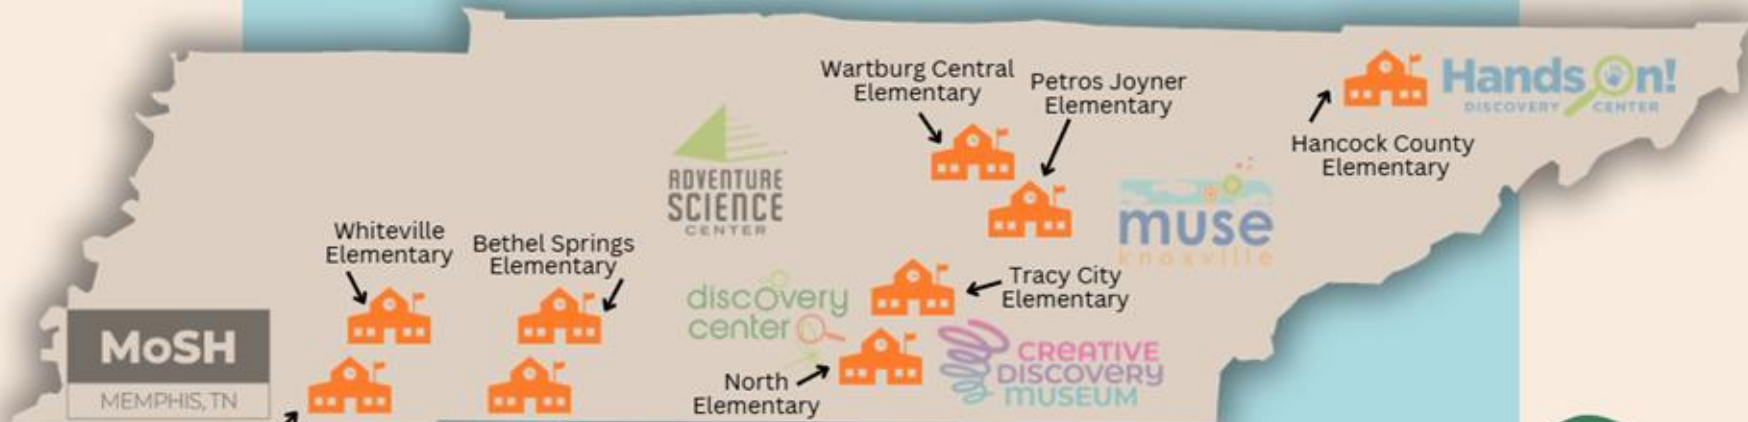 Wartburg Central
Elementary
Petros Joyner
Elementary
Hands On!
DISCOVERY CENTER
Hancock County
Elementary
ADVENTURE
SCIENCE
CENTER
muse
knoxville
Whiteville
Elementary
Bethel Springs
Elementary
Tracy City
Elementary
discovery
center
MoSH
MEMPHIS, TN
North
Elementary
CREATIVE
DISCOVERY
MUSEUM